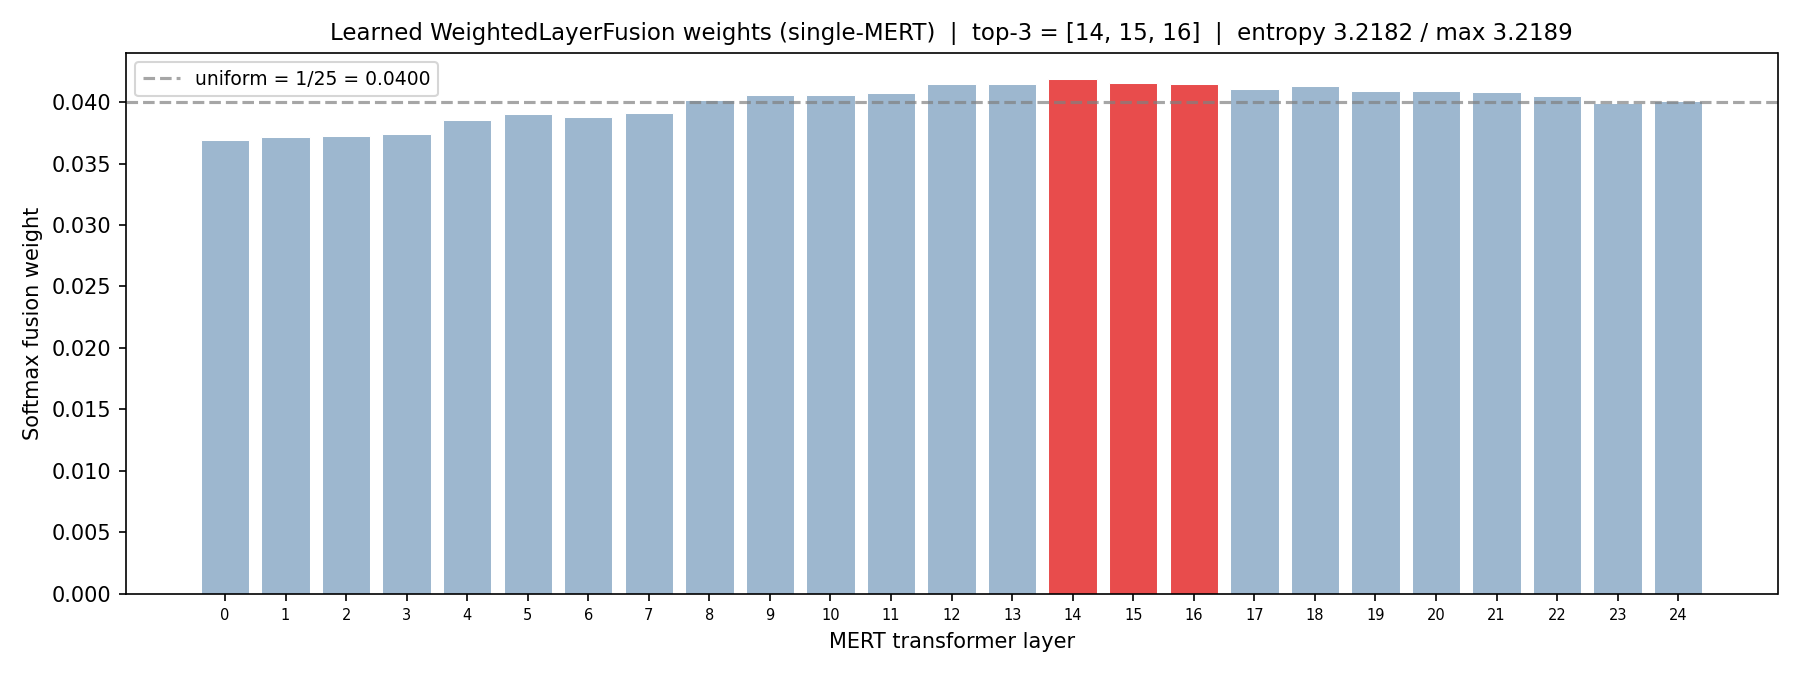 Learned WeightedLayerFusion weights (single-MERT) | top-3 = [14, 15, 16] | entropy 3.2182 / max 3.2189
uniform = 1/25 = 0.0400
Softmax fusion weight
0.040
0.035
0.030
0.025
0.020
0.015
0.010
0.005
0.000
0 1 2 3 4 5 6 7 8 9 10 11 12 13 14 15 16 17 18 19 20 21 22 23 24
MERT transformer layer